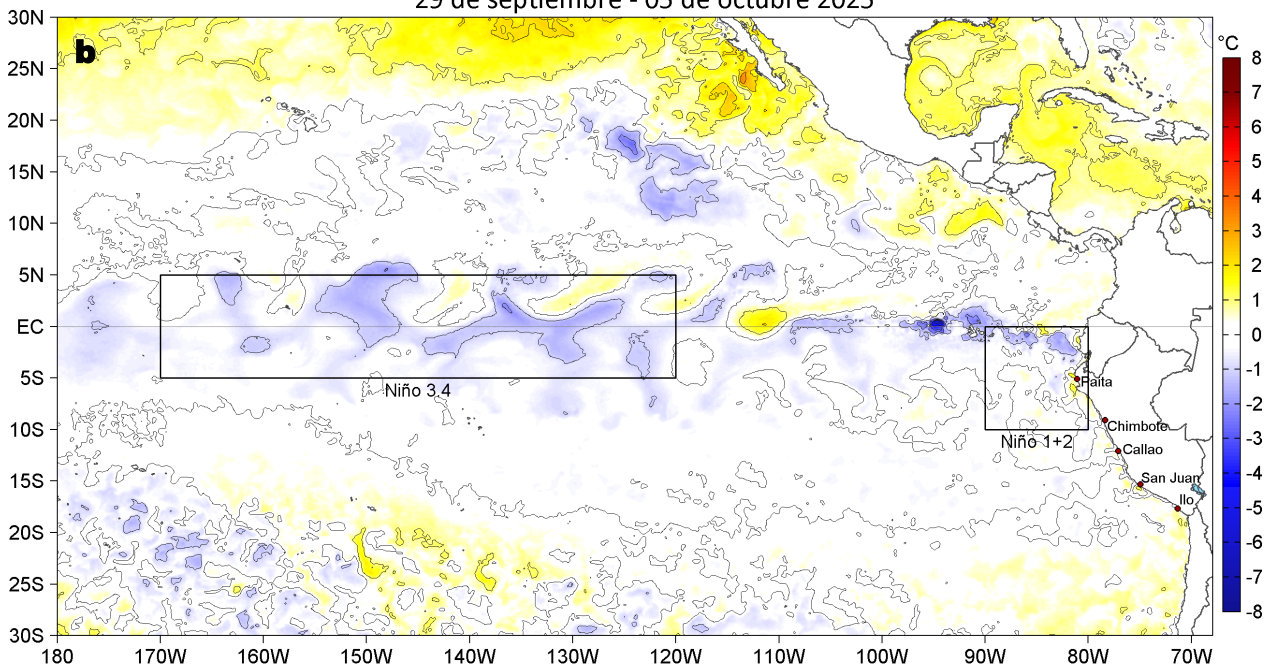 29 de septiembre - 05 de octubre 2025
b
°C
30N
25N
20N
15N
10N
5N
EC
5S
10S
15S
20S
25S
30S
180
170W
160W
150W
140W
130W
120W
110W
100W
90W
80W
70W
Niño 3.4
Niño 1+2
Paita
Chimbote
Callao
San Juan
Ilo
8
7
6
5
4
3
2
1
0
-1
-2
-3
-4
-5
-6
-7
-8